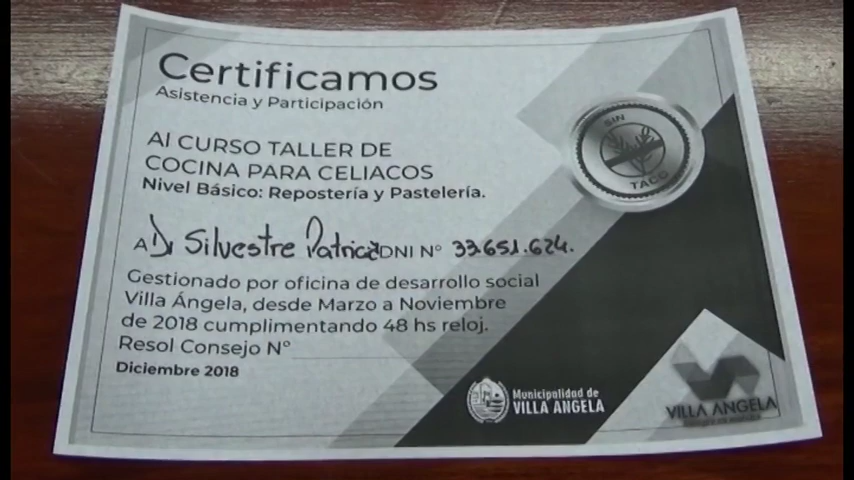 Certificamos
Asistencia y Participación
Al CURSO TALLER DE
COCINA PARA CELIACOS
Nivel Básico: Repostería y Pastelería.
A Di Silvestre Patricia DNI N° 33.651.624.
Gestionado por oficina de desarrollo social
Villa Ángela, desde Marzo a Noviembre
de 2018 cumplimentando 48 hs reloj.
Resol Consejo N°
Diciembre 2018
SIN
TACC
Municipalidad de
VILLA ANGELA
VILLA ANGELA